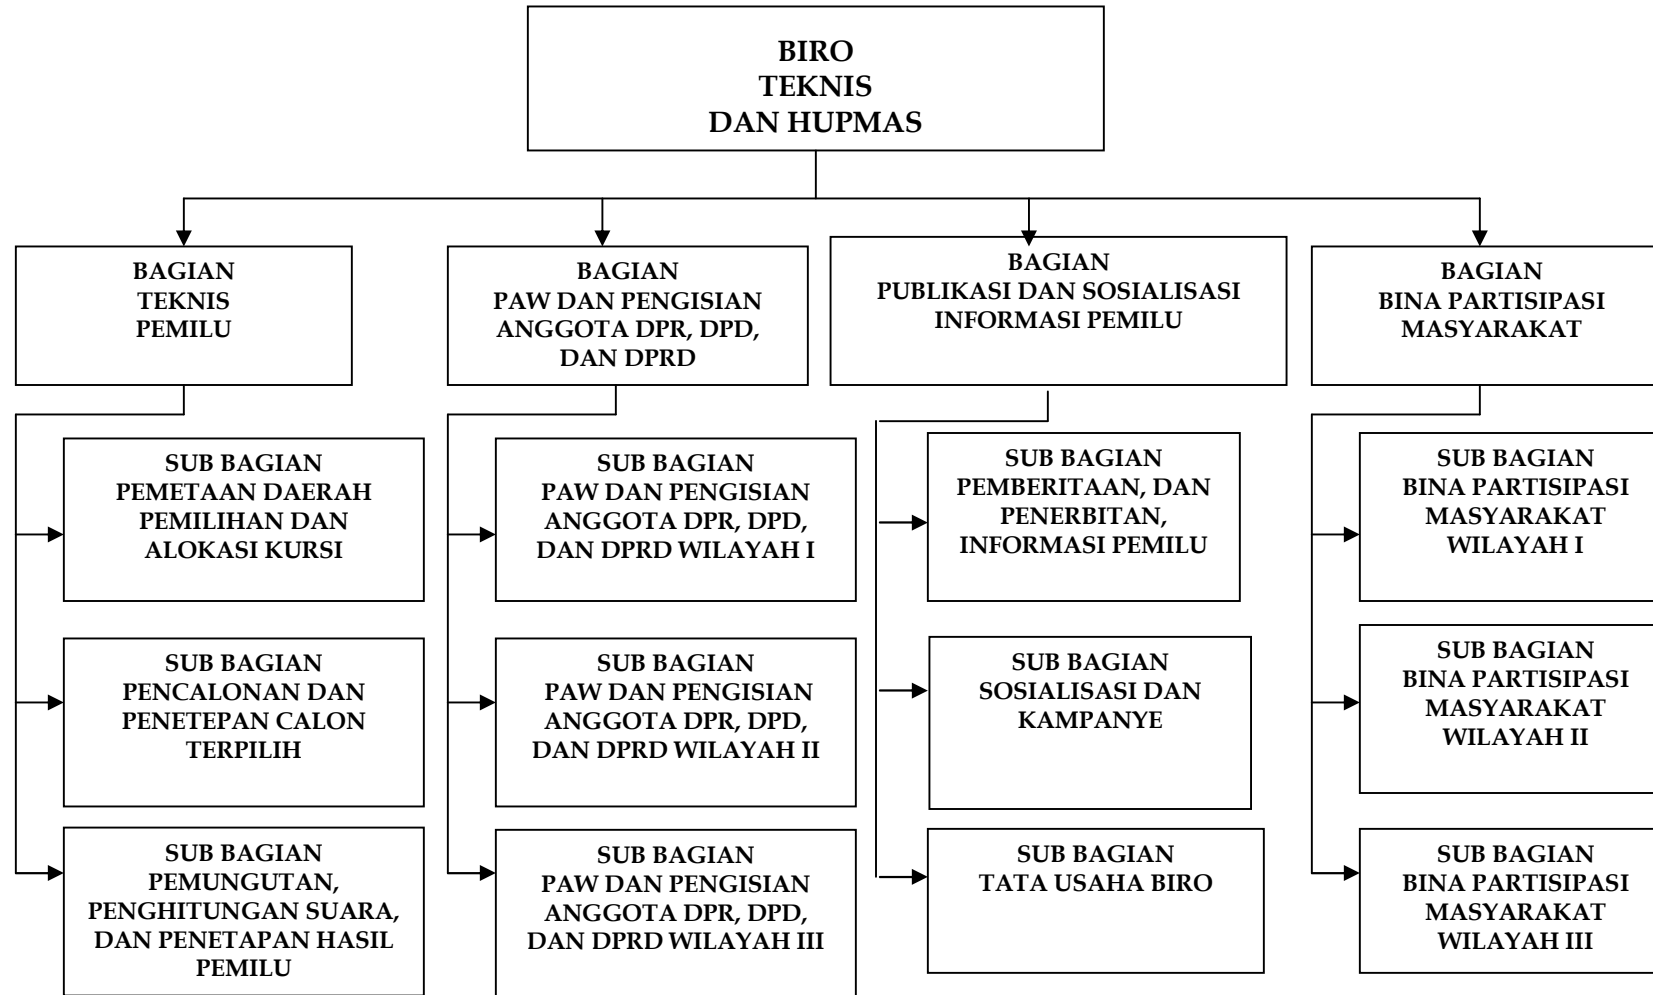 BIRO
TEKNIS
DAN HUPMAS
BAGIAN
TEKNIS
PEMILU
BAGIAN
PAW DAN PENGISIAN
ANGGOTA DPR, DPD,
DAN DPRD
BAGIAN
PUBLIKASI DAN SOSIALISASI
INFORMASI PEMILU
BAGIAN
BINA PARTISIPASI
MASYARAKAT
SUB BAGIAN
PEMETAAN DAERAH
PEMILIHAN DAN
ALOKASI KURSI
SUB BAGIAN
PAW DAN PENGISIAN
ANGGOTA DPR, DPD,
DAN DPRD WILAYAH I
SUB BAGIAN
PEMBERITAAN, DAN
PENERBITAN,
INFORMASI PEMILU
SUB BAGIAN
BINA PARTISIPASI
MASYARAKAT
WILAYAH I
SUB BAGIAN
PENCALONAN DAN
PENETEPAN CALON
TERPILIH
SUB BAGIAN
PAW DAN PENGISIAN
ANGGOTA DPR, DPD,
DAN DPRD WILAYAH II
SUB BAGIAN
SOSIALISASI DAN
KAMPANYE
SUB BAGIAN
BINA PARTISIPASI
MASYARAKAT
WILAYAH II
SUB BAGIAN
PEMUNGUTAN,
PENGHITUNGAN SUARA,
DAN PENETAPAN HASIL
PEMILU
SUB BAGIAN
PAW DAN PENGISIAN
ANGGOTA DPR, DPD,
DAN DPRD WILAYAH III
SUB BAGIAN
TATA USAHA BIRO
SUB BAGIAN
BINA PARTISIPASI
MASYARAKAT
WILAYAH III